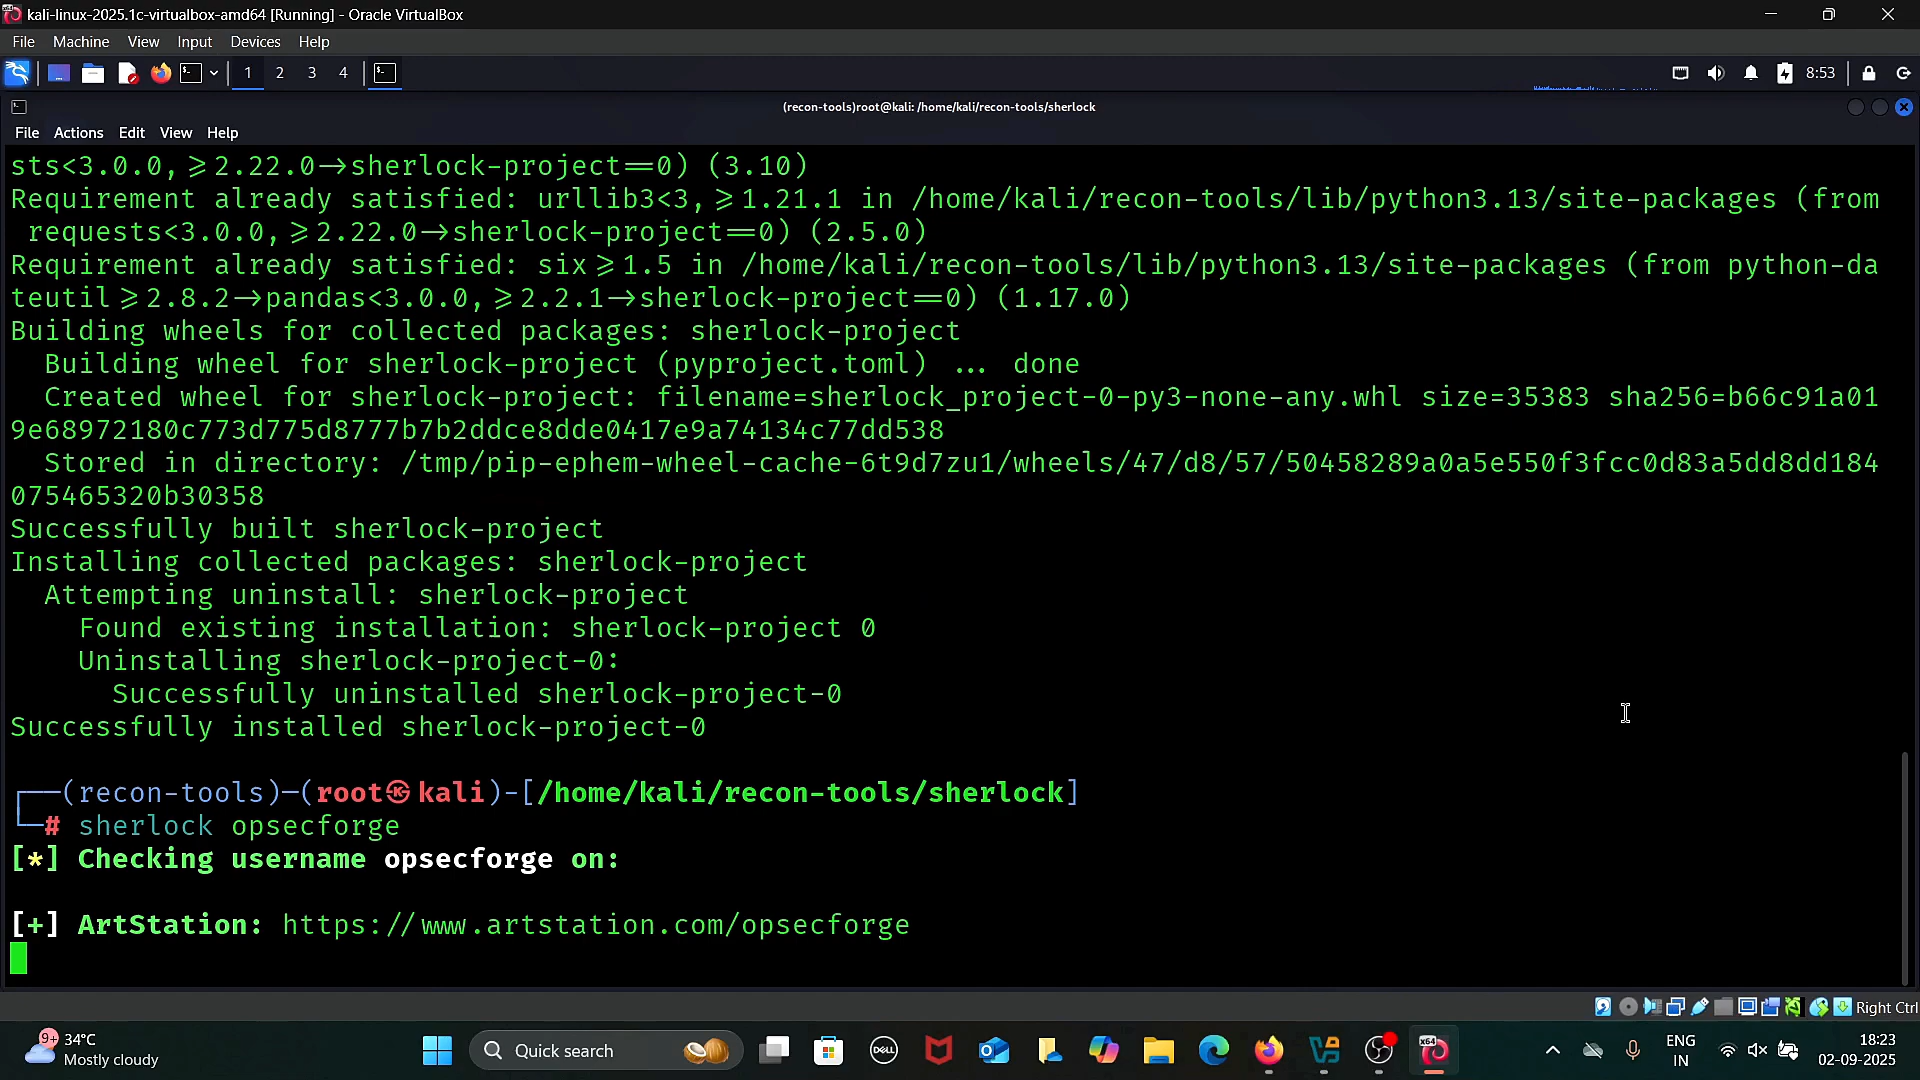 kali-linux-2025.1c-virtualbox-amd64 [Running] - Oracle VirtualBox
File Machine View Input Devices Help
1 2 3 4 8:53
(recon-tools)root@kali: /home/kali/recon-tools/sherlock
File Actions Edit View Help
sts<3.0.0,≥2.22.0→sherlock-project==0) (3.10)
Requirement already satisfied: urllib3<3,≥1.21.1 in /home/kali/recon-tools/lib/python3.13/site-packages (from
requests<3.0.0,≥2.22.0→sherlock-project==0) (2.5.0)
Requirement already satisfied: six≥1.5 in /home/kali/recon-tools/lib/python3.13/site-packages (from python-da
teutil≥2.8.2→pandas<3.0.0,≥2.2.1→sherlock-project==0) (1.17.0)
Building wheels for collected packages: sherlock-project
Building wheel for sherlock-project (pyproject.toml) ... done
Created wheel for sherlock-project: filename=sherlock_project-0-py3-none-any.whl size=35383 sha256=b66c91a01
9e68972180c773d775d8777b7b2ddce8dde0417e9a74134c77dd538
Stored in directory: /tmp/pip-ephem-wheel-cache-6t9d7zu1/wheels/47/d8/57/50458289a0a5e550f3fcc0d83a5dd8dd184
075465320b30358
Successfully built sherlock-project
Installing collected packages: sherlock-project
Attempting uninstall: sherlock-project
Found existing installation: sherlock-project 0
Uninstalling sherlock-project-0:
Successfully uninstalled sherlock-project-0
Successfully installed sherlock-project-0
┌──(recon-tools)─(root㉿kali)-[/home/kali/recon-tools/sherlock]
└─# sherlock opsecforge
[*] Checking username opsecforge on:
[+] ArtStation: https://www.artstation.com/opsecforge
Right Ctrl
9+ 34°C
Mostly cloudy
Quick search
DELL
X64
ENG
IN
18:23
02-09-2025